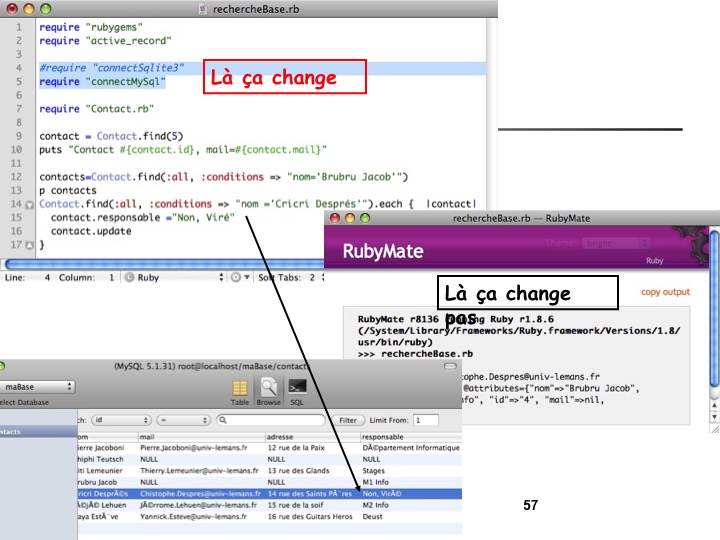 rechercheBase.rb
1 require "rubygems"
2 require "active_record"
3
4 #require "connectSqlite3"
5 require "connectMySql"
6
7 require "Contact.rb"
8
9 contact = Contact.find(5)
10 puts "Contact #{contact.id}, mail=#{contact.mail}"
11
12 contacts=Contact.find(:all, :conditions => "nom='Brubru Jacob'")
13 p contacts
14 Contact.find(:all, :conditions => "nom ='Cricri Després'").each { |contact|
15 contact.responsable ="Non, Viré"
16 contact.update
17 }
Line: 4 Column: 1 Ruby Soft Tabs: 2
Là ça change
rechercheBase.rb — RubyMate
RubyMate
Theme: bright
Ruby
Là ça change
pas
copy output
RubyMate r8136 Ruby r1.8.6
(/System/Library/Frameworks/Ruby.framework/Versions/1.8/
usr/bin/ruby)
>>> rechercheBase.rb
tophe.Despres@univ-lemans.fr
@attributes={"nom"=>"Brubru Jacob",
nfo", "id"=>"4", "mail"=>nil,
(MySQL 5.1.31) root@localhost/maBase/contacts
maBase
elect Database
Table Browse SQL
ntacts
ch: id = Filter Limit From: 1
om mail adresse responsable
ierre Jacoboni Pierre.Jacoboni@univ-lemans.fr 12 rue de la Paix DÃ©partement Informatique
hiphi Teutsch NULL NULL NULL
iti Lemeunier Thierry.Lemeunier@univ-lemans.fr 13 rue des Glands Stages
rubru Jacob NULL NULL M1 Info
ricri DesprÃ©s Chistophe.Despres@univ-lemans.fr 14 rue des Saints PÃ¨res Non, VirÃ©
Ã©jÃ© Lehuen JÃ©rome.Lehuen@univ-lemans.fr 15 rue de la soif M2 Info
aya EstÃ¨ve Yannick.Esteve@univ-lemans.fr 16 rue des Guitars Heros Deust
57